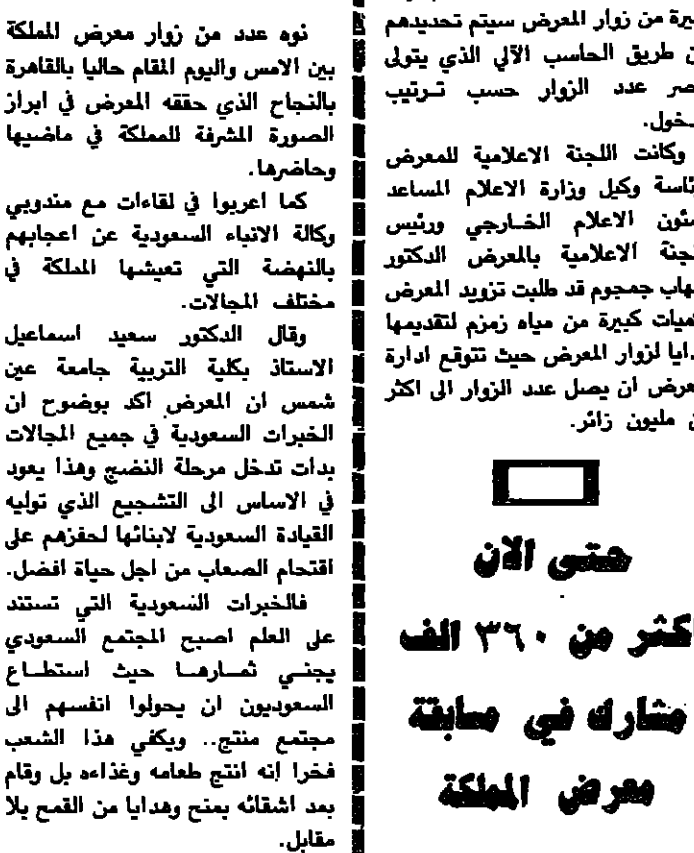 كبيرة من زوار المعرض سيتم تحديدهم
عن طريق الحاسب الآلي الذي يتولى
حصر عدد الزوار حسب ترتيب
الدخول.
وكانت اللجنة الاعلامية للمعرض
برئاسة وكيل وزارة الاعلام المساعد
لشئون الاعلام الخارجي ورئيس
اللجنة الاعلامية بالمعرض الدكتور
شهاب جمجوم قد طلبت تزويد المعرض
بكميات كبيرة من مياه زمزم لتقديمها
هدايا لزوار المعرض حيث تتوقع ادارة
المعرض ان يصل عدد الزوار الى اكثر
من مليون زائر.
حتى الان
اكثر من ٣٦٠ الف
مشارك في مسابقة
معرض المملكة
نوه عدد من زوار معرض المملكة
بين الامس واليوم المقام حاليا بالقاهرة
بالنجاح الذي حققه المعرض في ابراز
الصورة المشرفة للمملكة في ماضيها
وحاضرها.
كما اعربوا في لقاءات مع مندوبي
وكالة الانباء السعودية عن اعجابهم
بالنهضة التي تعيشها المملكة في
مختلف المجالات.
وقال الدكتور سعيد اسماعيل
الاستاذ بكلية التربية جامعة عين
شمس ان المعرض اكد بوضوح ان
الخبرات السعودية في جميع المجالات
بدات تدخل مرحلة النضج وهذا يعود
في الاساس الى التشجيع الذي توليه
القيادة السعودية لابنائها لحفزهم على
اقتحام الصعاب من اجل حياة افضل.
فالخبرات السعودية التي تستند
على العلم اصبح المجتمع السعودي
يجني ثمارها حيث استطاع
السعوديون ان يحولوا انفسهم الى
مجتمع منتج.. ويكفي هذا الشعب
فخرا إنه انتج طعامه وغذاءه بل وقام
بمد اشقائه بمنح وهدايا من القمح بلا
مقابل.